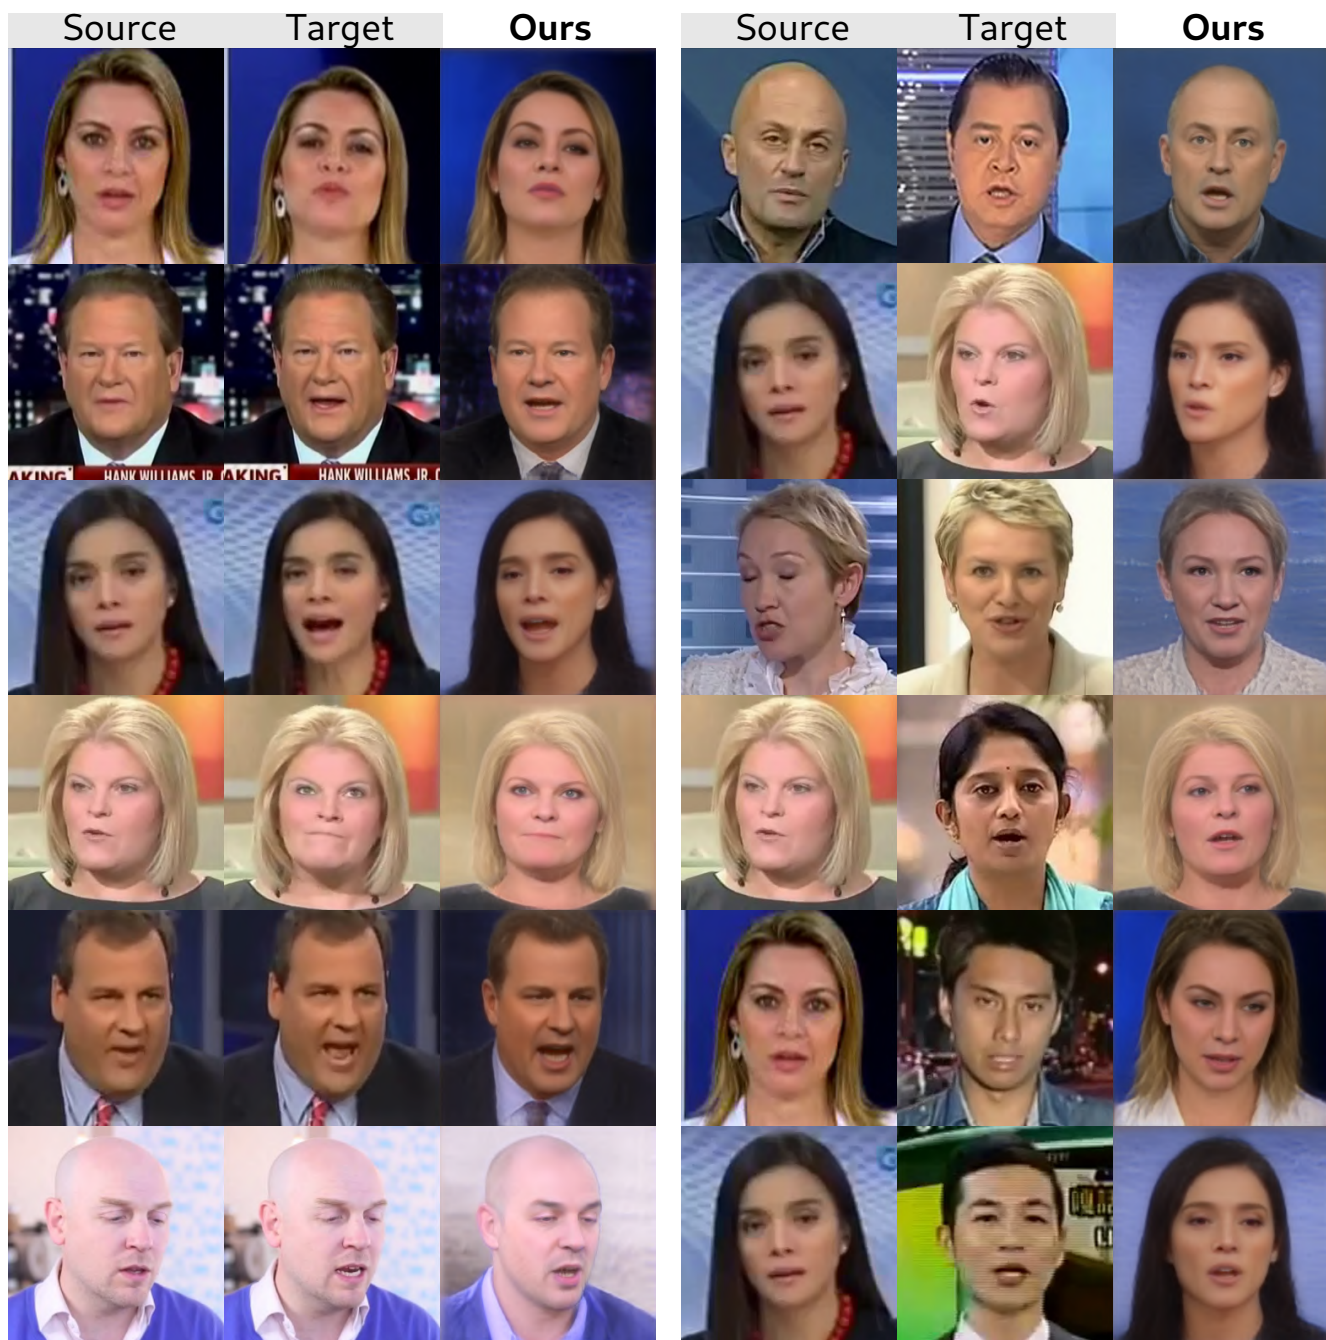 Source Target Ours Source Target Ours
AKING HANK WILLIAMS, JR. AKING HANK WILLIAMS, JR. C
G
G